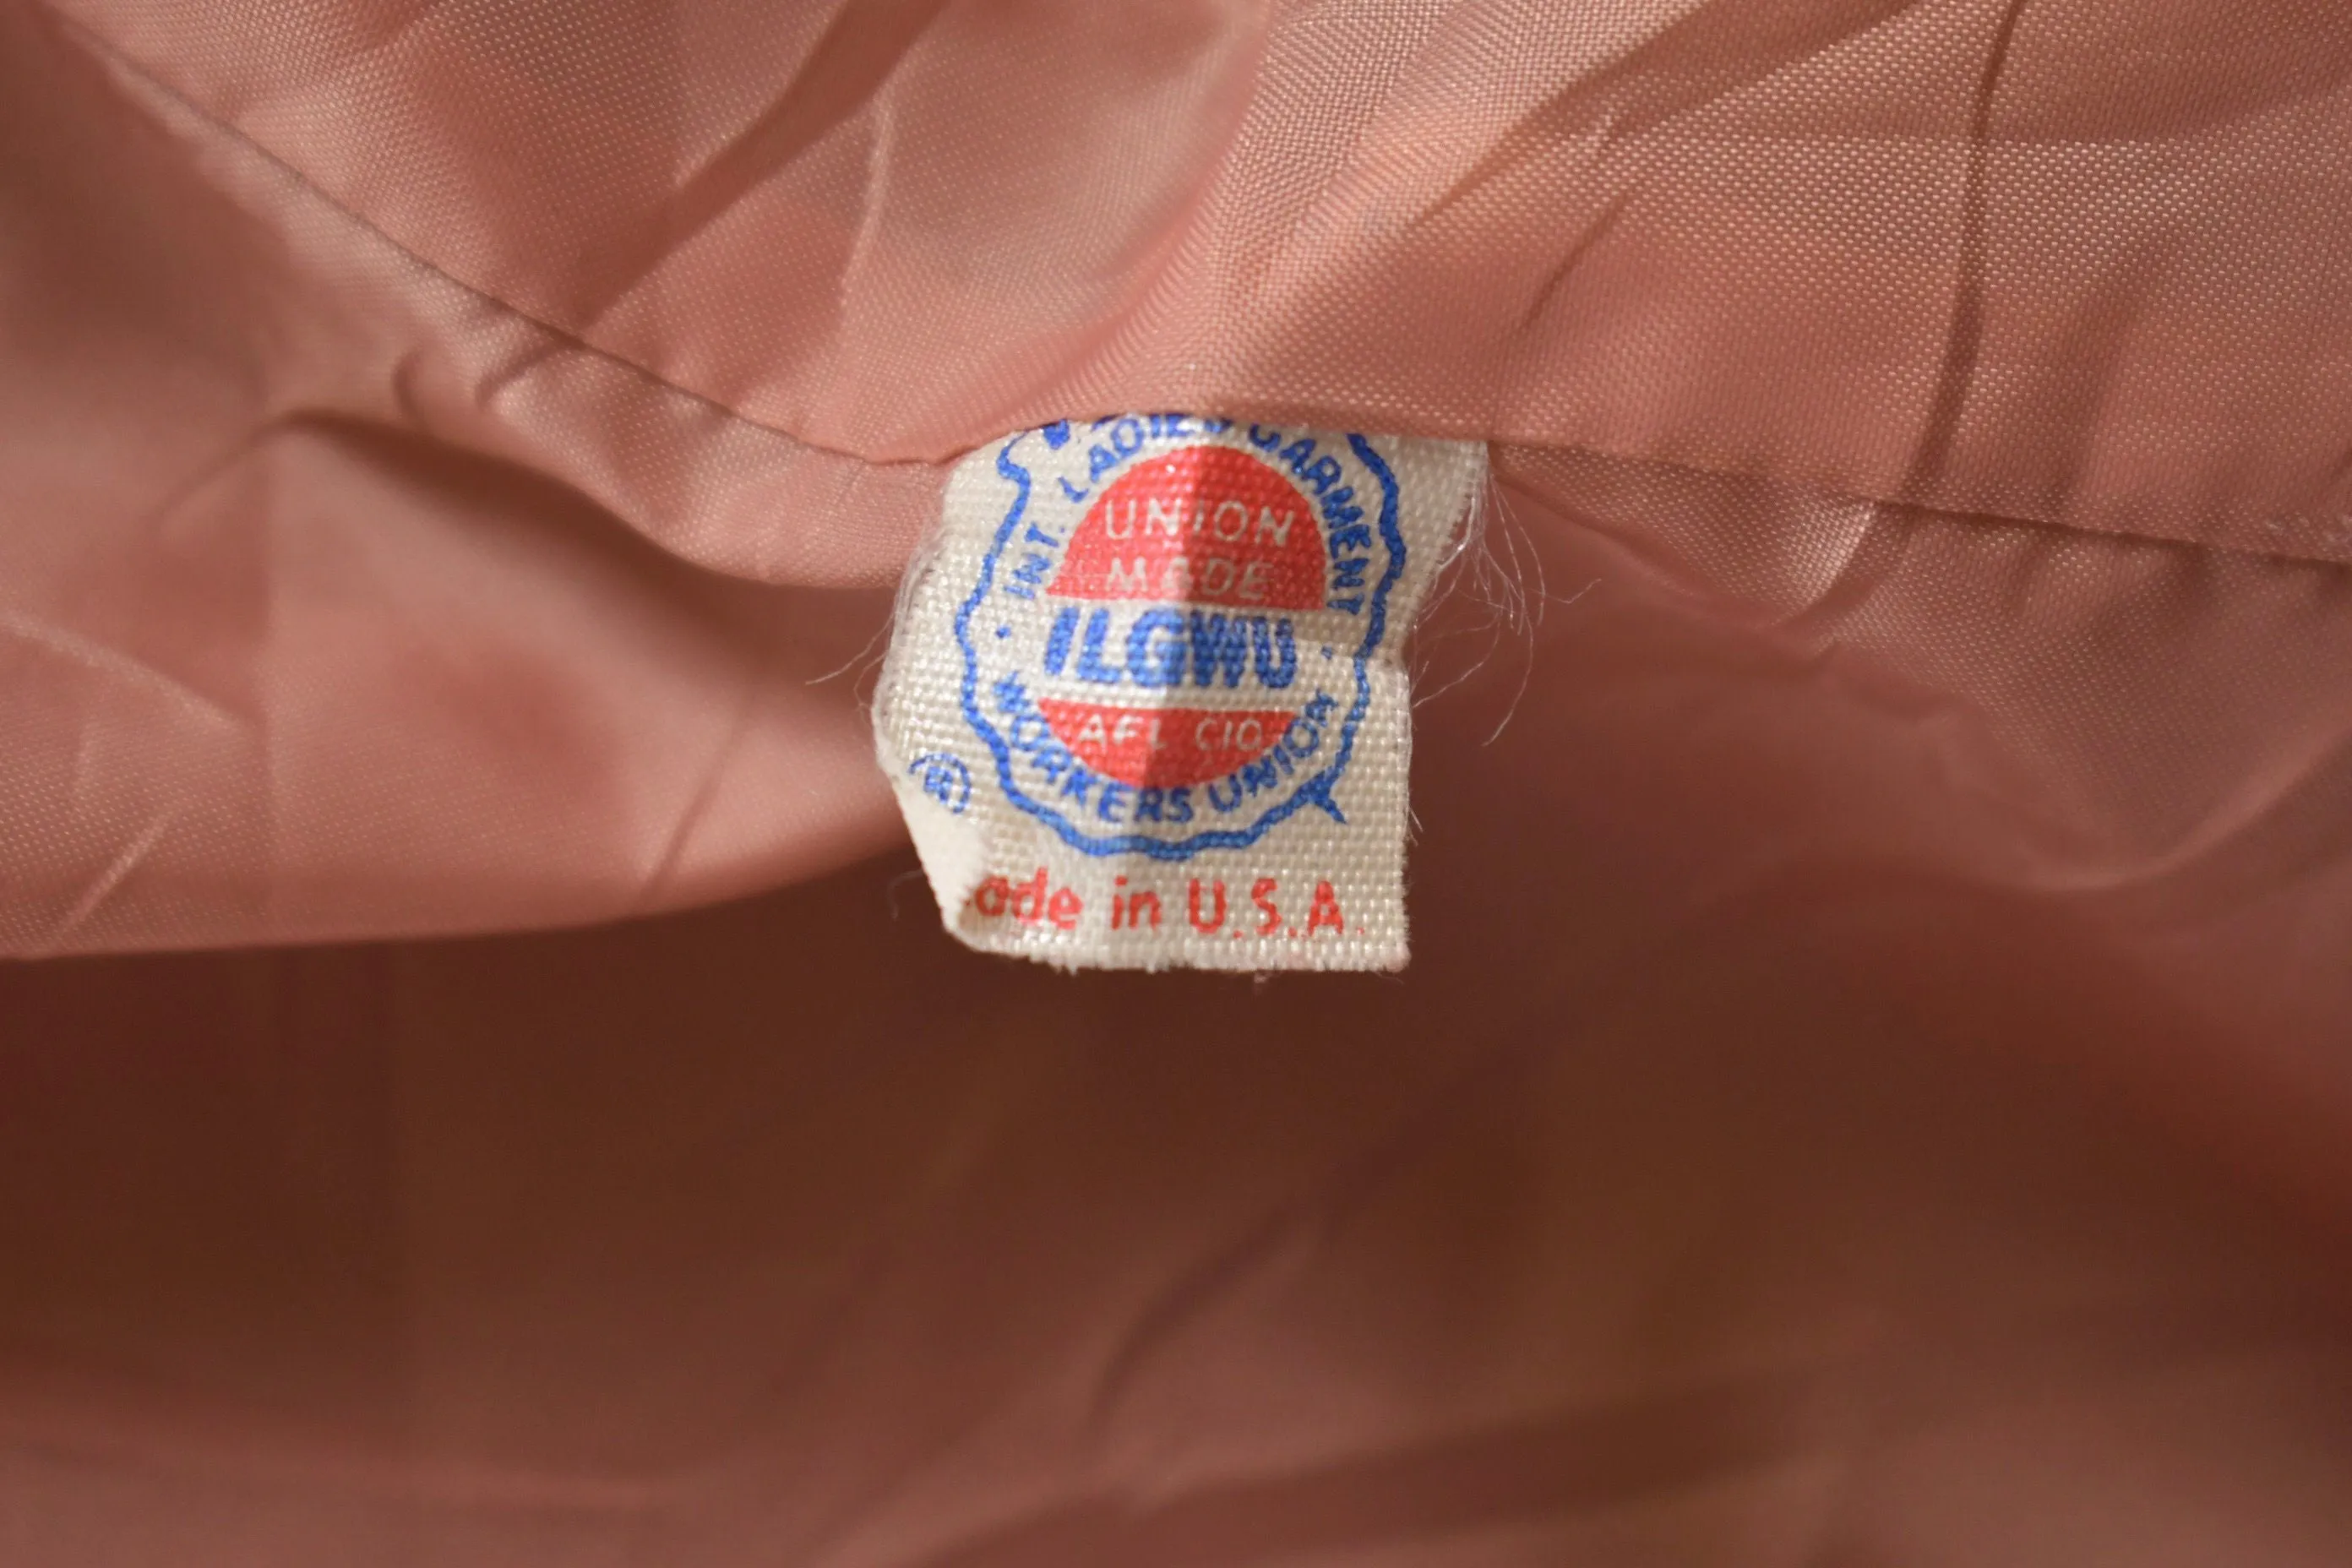 INT. LADIES GARMENT
UNION
MADE
ILGWU
AFL CIO
WORKERS UNION
®
ade in U.S.A.